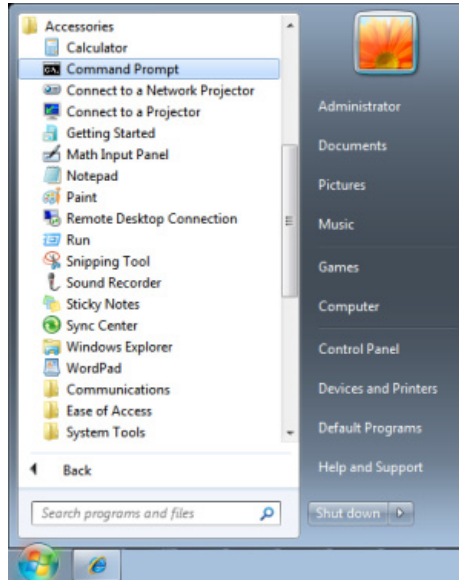 Accessories
Calculator
Command Prompt
Connect to a Network Projector
Connect to a Projector
Getting Started
Math Input Panel
Notepad
Paint
Remote Desktop Connection
Run
Snipping Tool
Sound Recorder
Sticky Notes
Sync Center
Windows Explorer
WordPad
Communications
Ease of Access
System Tools
Back
Search programs and files
Administrator
Documents
Pictures
Music
Games
Computer
Control Panel
Devices and Printers
Default Programs
Help and Support
Shut down